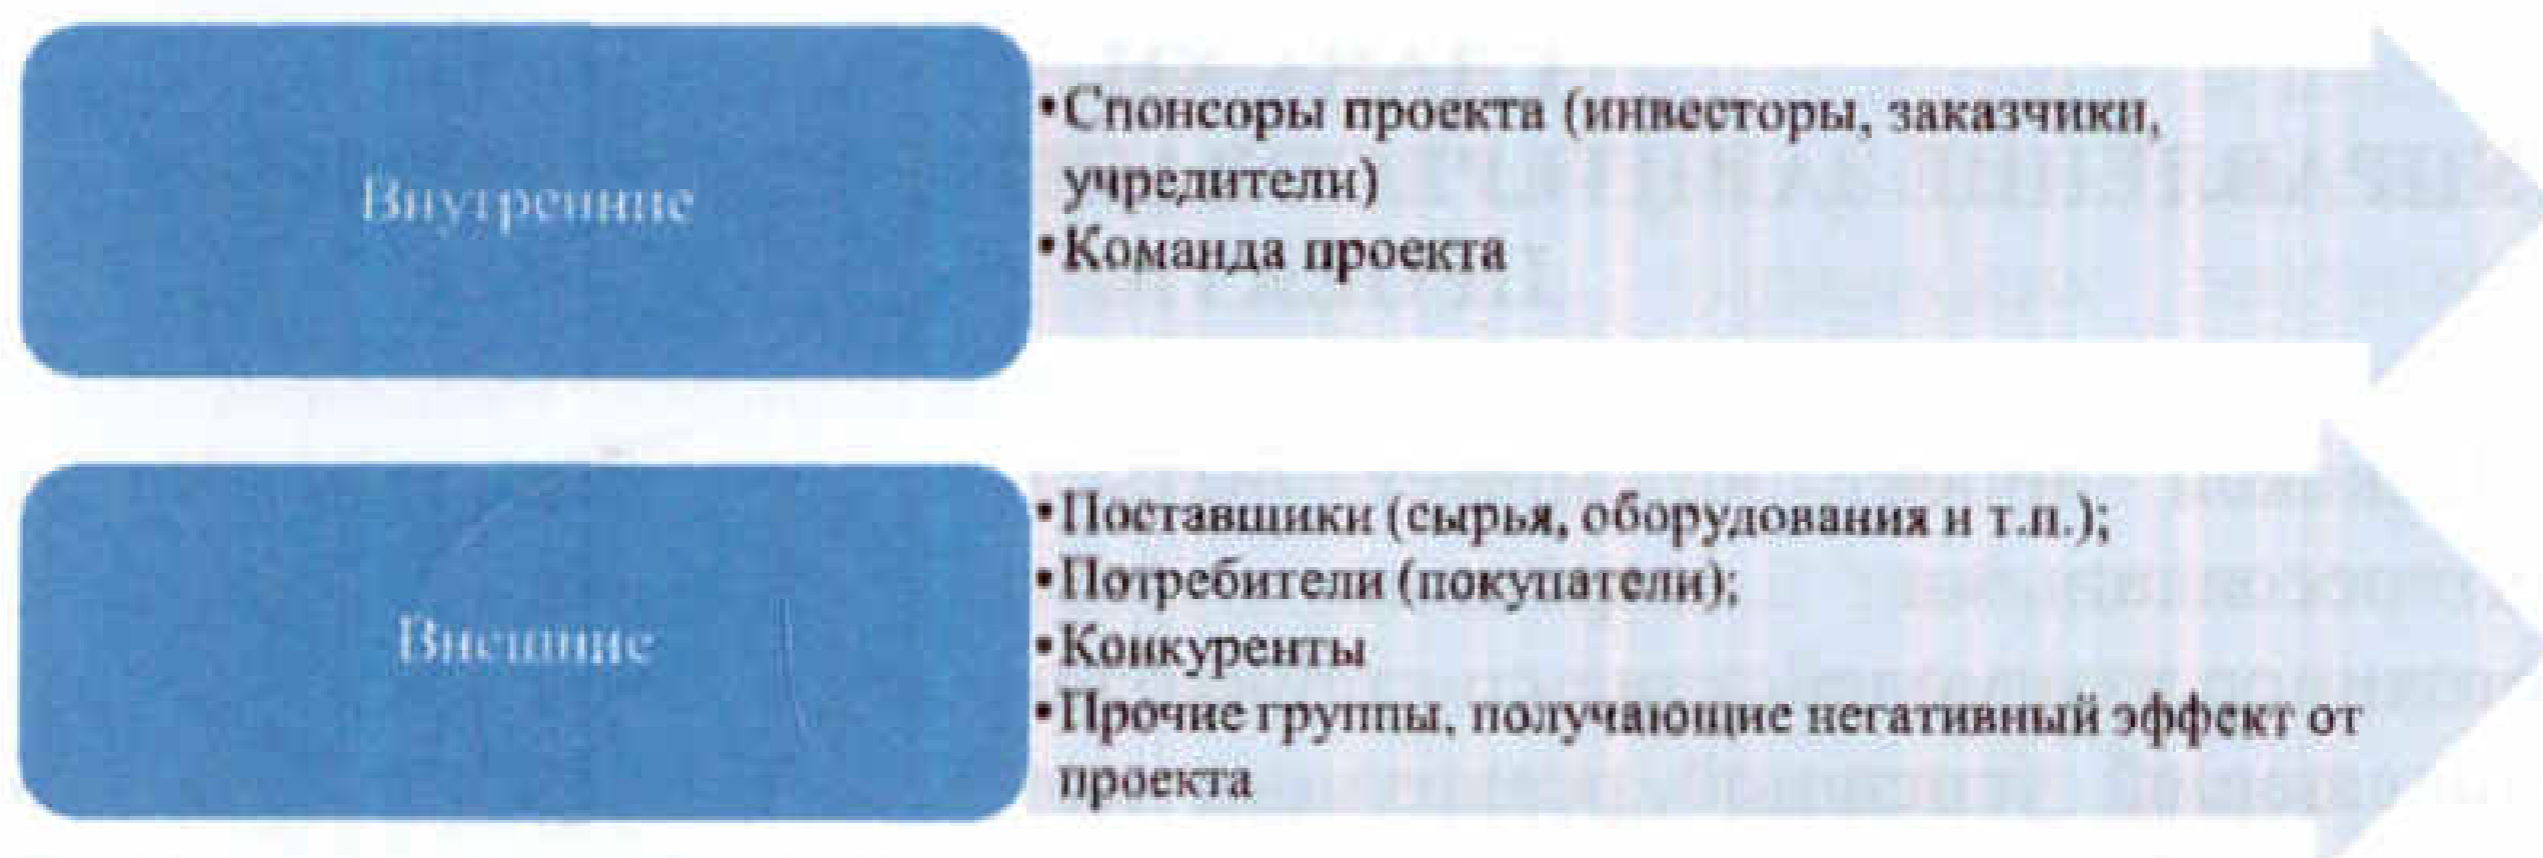 Внутренние
•Спонсоры проекта (инвесторы, заказчики,
учредители)
•Команда проекта
Внешние
•Поставщики (сырья, оборудования и т.п.);
•Потребители (покупатели);
•Конкуренты
•Прочие группы, получающие негативный эффект от
проекта